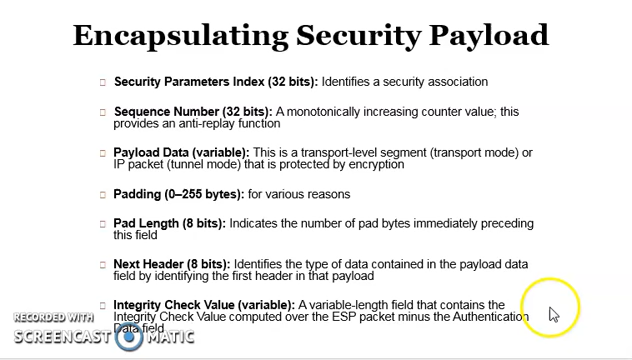 Encapsulating Security Payload
Security Parameters Index (32 bits): Identifies a security association
Sequence Number (32 bits): A monotonically increasing counter value; this
provides an anti-replay function
Payload Data (variable): This is a transport-level segment (transport mode) or
IP packet (tunnel mode) that is protected by encryption
Padding (0–255 bytes): for various reasons
Pad Length (8 bits): Indicates the number of pad bytes immediately preceding
this field
Next Header (8 bits): Identifies the type of data contained in the payload data
field by identifying the first header in that payload
Integrity Check Value (variable): A variable-length field that contains the
Integrity Check Value computed over the ESP packet minus the Authentication
Data field
RECORDED WITH
SCREENCAST MATIC